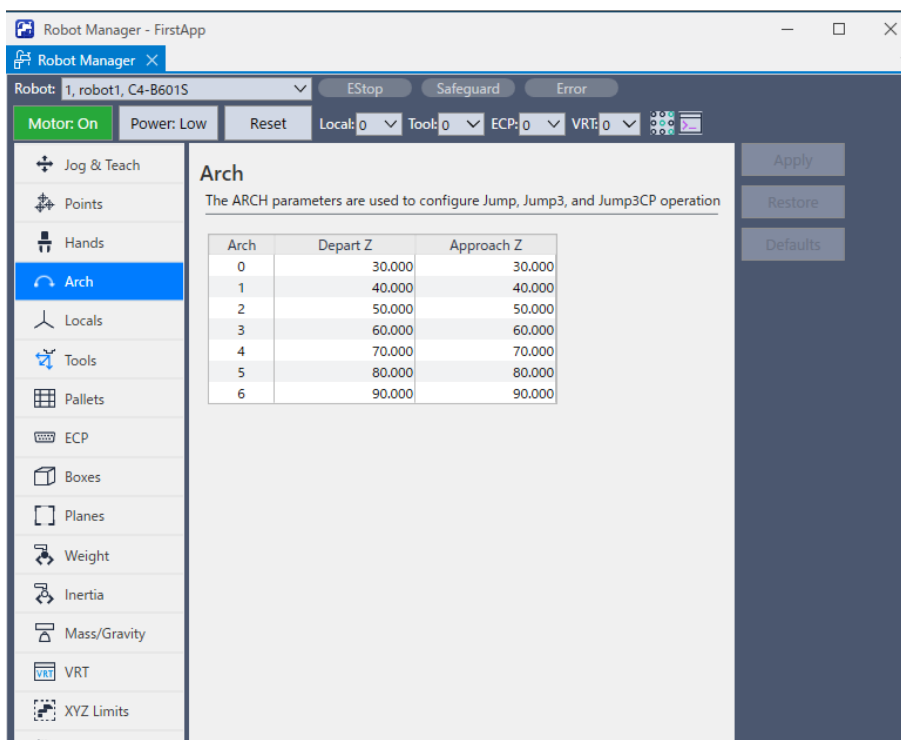 Robot Manager - FirstApp
Robot Manager
Robot: 1, robot1, C4-B601S EStop Safeguard Error
Motor: On Power: Low Reset Local: 0 Tool: 0 ECP: 0 VRT: 0
Jog & Teach
Points
Hands
Arch
Locals
Tools
Pallets
ECP
Boxes
Planes
Weight
Inertia
Mass/Gravity
VRT VRT
XYZ Limits
Arch
The ARCH parameters are used to configure Jump, Jump3, and Jump3CP operation
Arch Depart Z Approach Z
0 30.000 30.000
1 40.000 40.000
2 50.000 50.000
3 60.000 60.000
4 70.000 70.000
5 80.000 80.000
6 90.000 90.000
Apply
Restore
Defaults